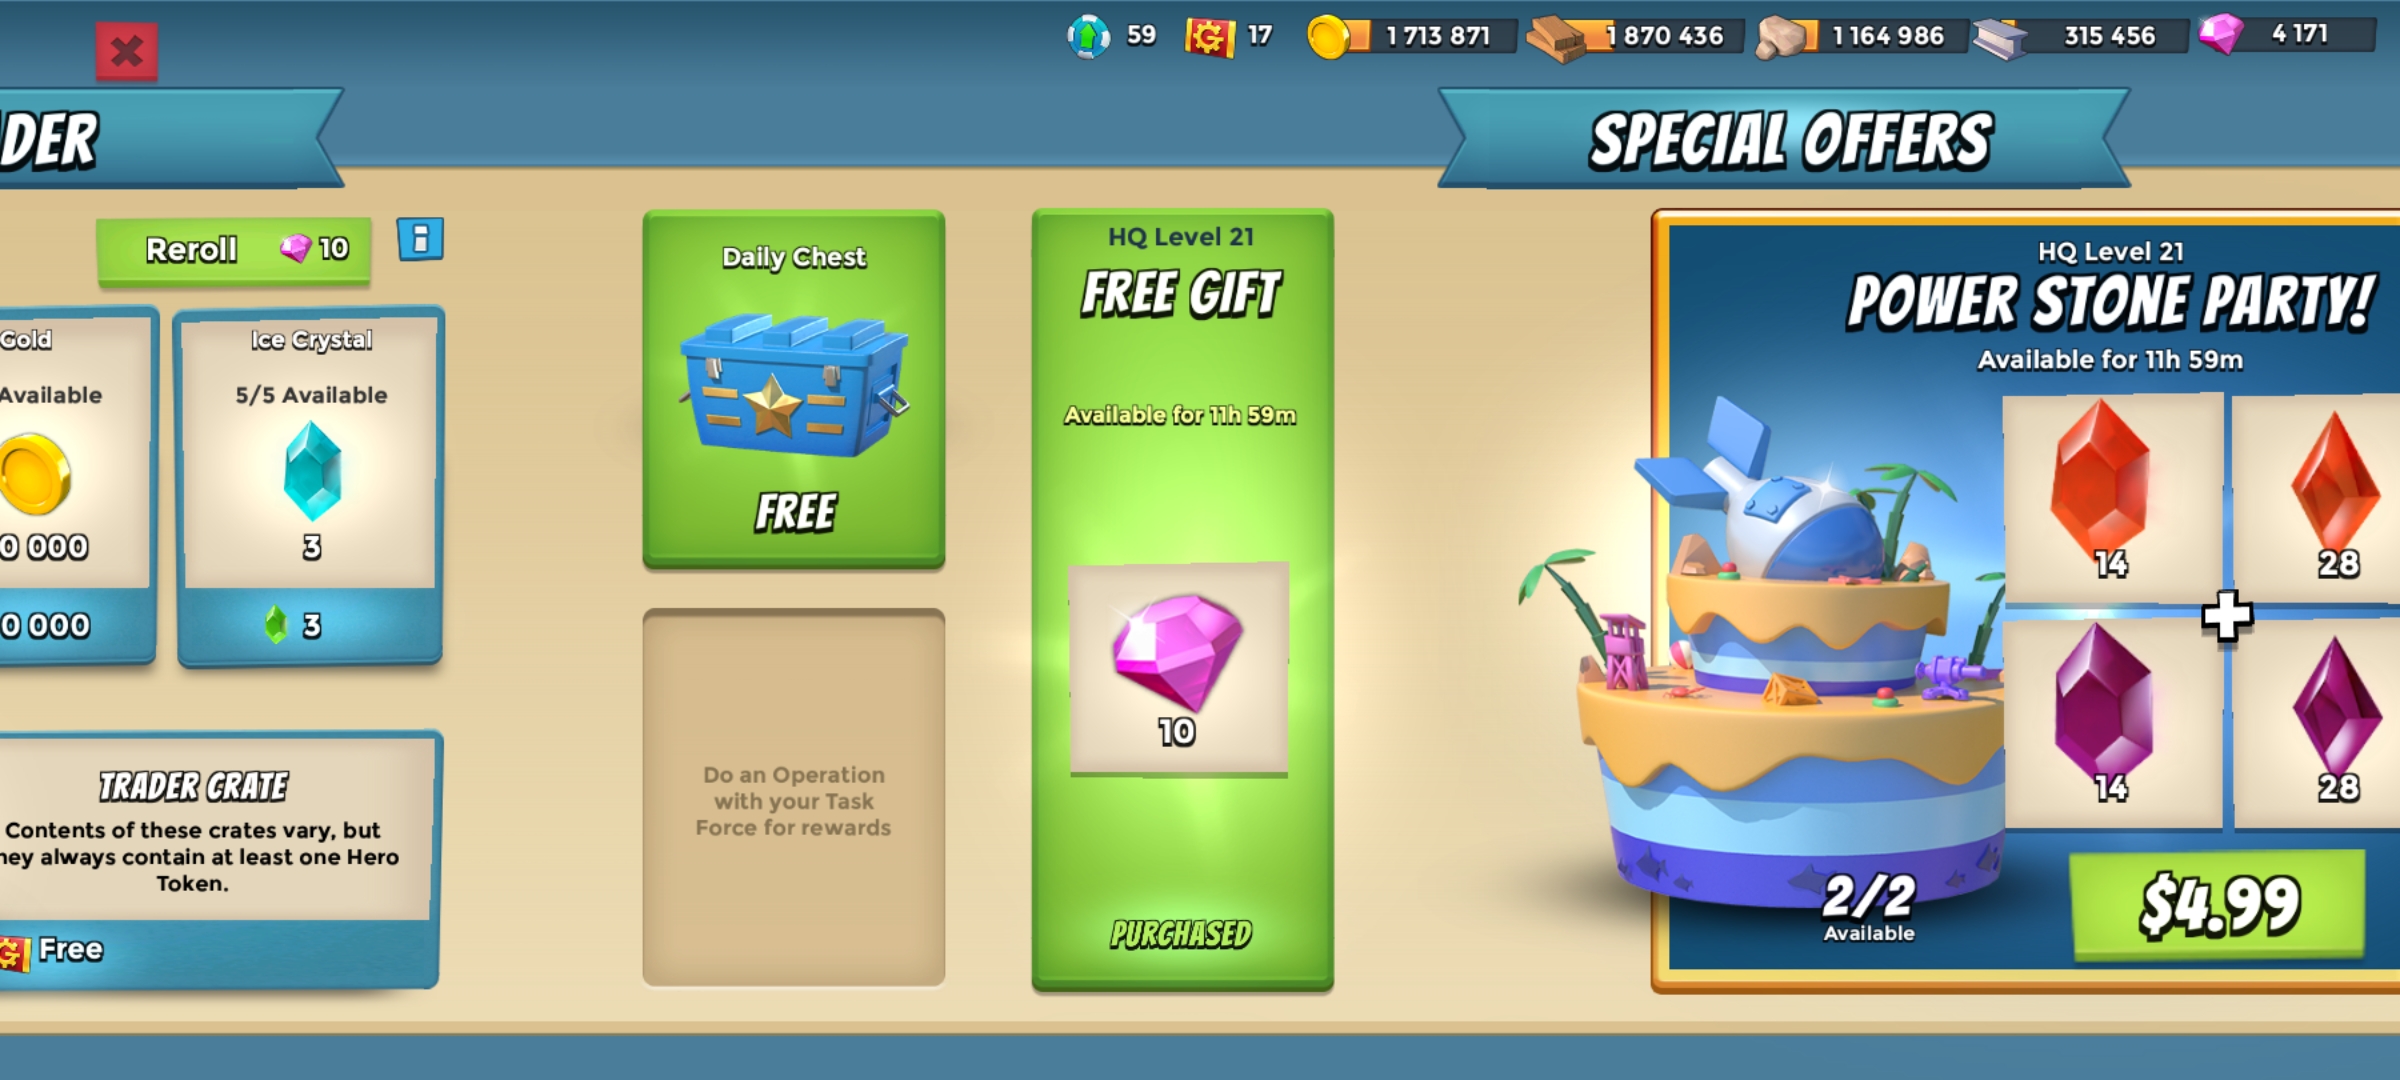 59
17
1 713 871
1 870 436
1 164 986
315 456
4 171
DER
SPECIAL OFFERS
Reroll 10
Gold
Available
0 000
0 000
Ice Crystal
5/5 Available
3
3
TRADER CRATE
Contents of these crates vary, but
hey always contain at least one Hero
Token.
Free
Daily Chest
FREE
Do an Operation
with your Task
Force for rewards
HQ Level 21
FREE GIFT
Available for 11h 59m
10
PURCHASED
HQ Level 21
POWER STONE PARTY!
Available for 11h 59m
14
28
14
28
2/2
Available
$4.99